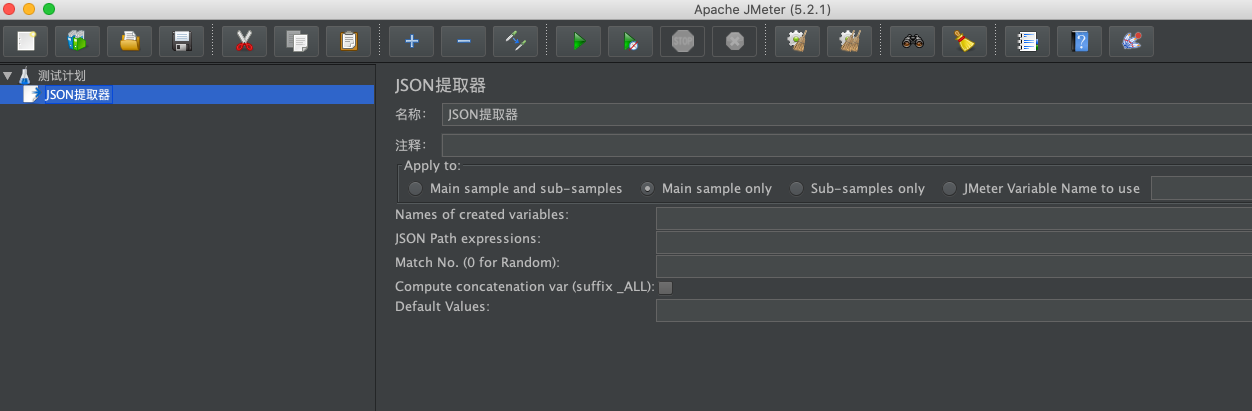 Apache JMeter (5.2.1)
STOP
测试计划
JSON提取器
JSON提取器
名称： JSON提取器
注释：
Apply to:
Main sample and sub-samples Main sample only Sub-samples only JMeter Variable Name to use
Names of created variables:
JSON Path expressions:
Match No. (0 for Random):
Compute concatenation var (suffix _ALL):
Default Values: